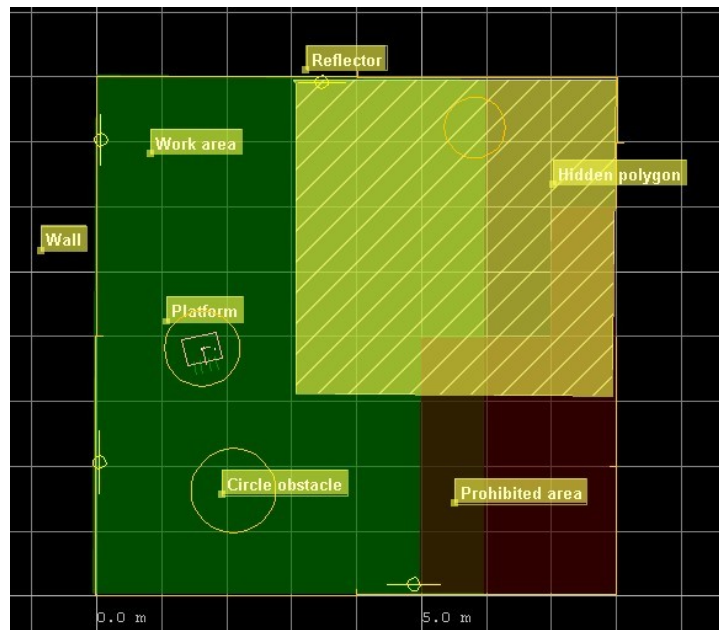 Reflector
Work area
Hidden polygon
Wall
Platform
Circle obstacle
Prohibited area
0.0 m
5.0 m